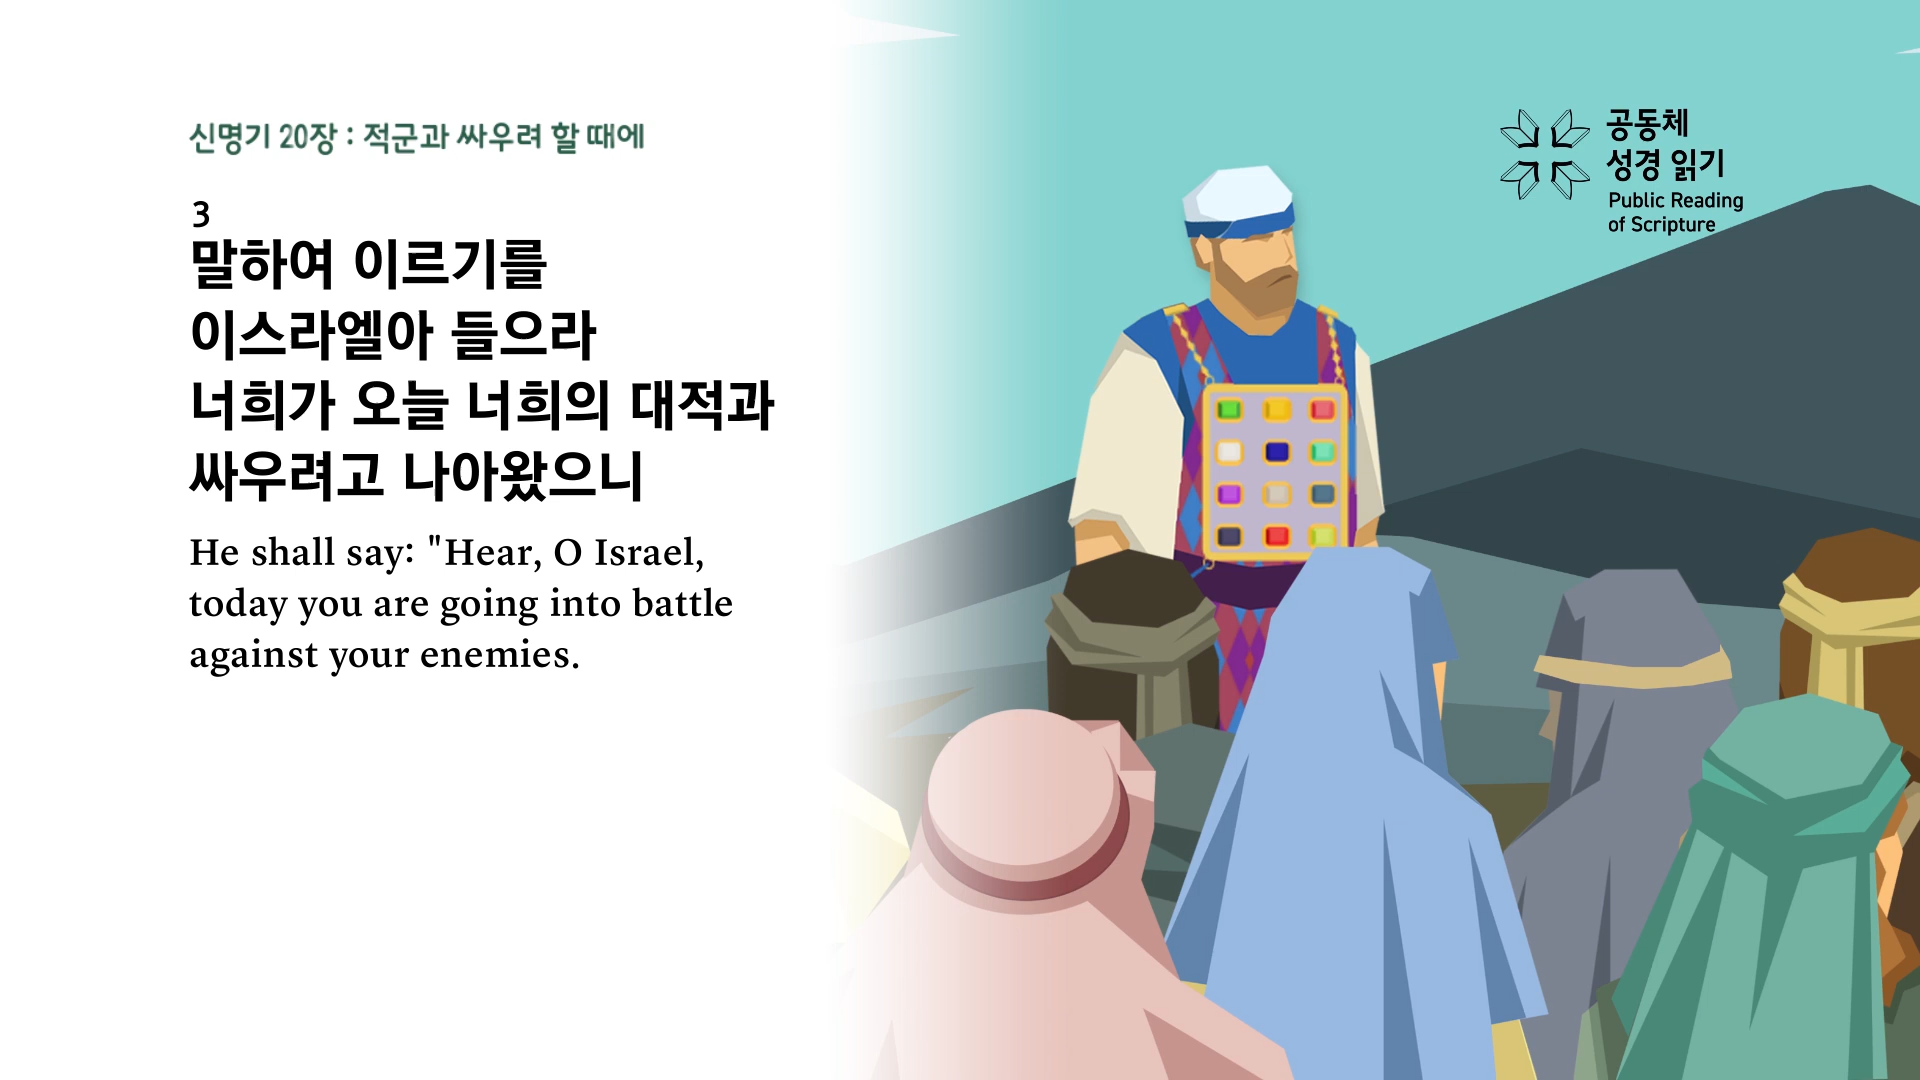 신명기 20장 : 적군과 싸우려 할 때에
3
말하여 이르기를
이스라엘아 들으라
너희가 오늘 너희의 대적과
싸우려고 나아왔으니
He shall say: "Hear, O Israel,
today you are going into battle
against your enemies.
공동체
성경 읽기
Public Reading
of Scripture